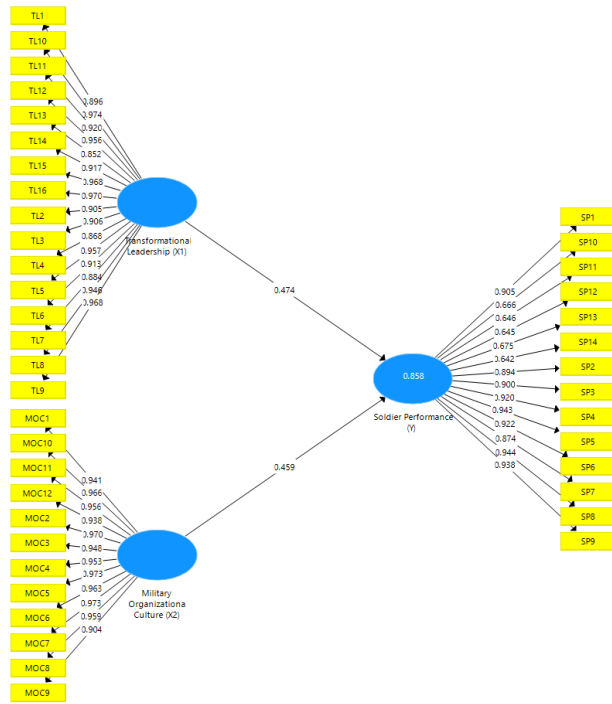 TL1
TL10
TL11
TL12
TL13
TL14
TL15
TL16
TL2
TL3
TL4
TL5
TL6
TL7
TL8
TL9
0.896
0.974
0.920
0.956
0.852
0.917
0.968
0.970
0.905
0.906
0.868
0.957
0.913
0.884
0.946
0.968
Transformational
Leadership (X1)
0.474
MOC1
MOC10
MOC11
MOC12
MOC2
MOC3
MOC4
MOC5
MOC6
MOC7
MOC8
MOC9
0.941
0.966
0.956
0.938
0.970
0.948
0.953
0.973
0.963
0.973
0.959
0.904
Military
Organizationa
Culture (X2)
0.459
0.858
Soldier Performance
(Y)
0.905
0.666
0.646
0.645
0.675
0.642
0.894
0.900
0.920
0.943
0.922
0.874
0.944
0.938
SP1
SP10
SP11
SP12
SP13
SP14
SP2
SP3
SP4
SP5
SP6
SP7
SP8
SP9